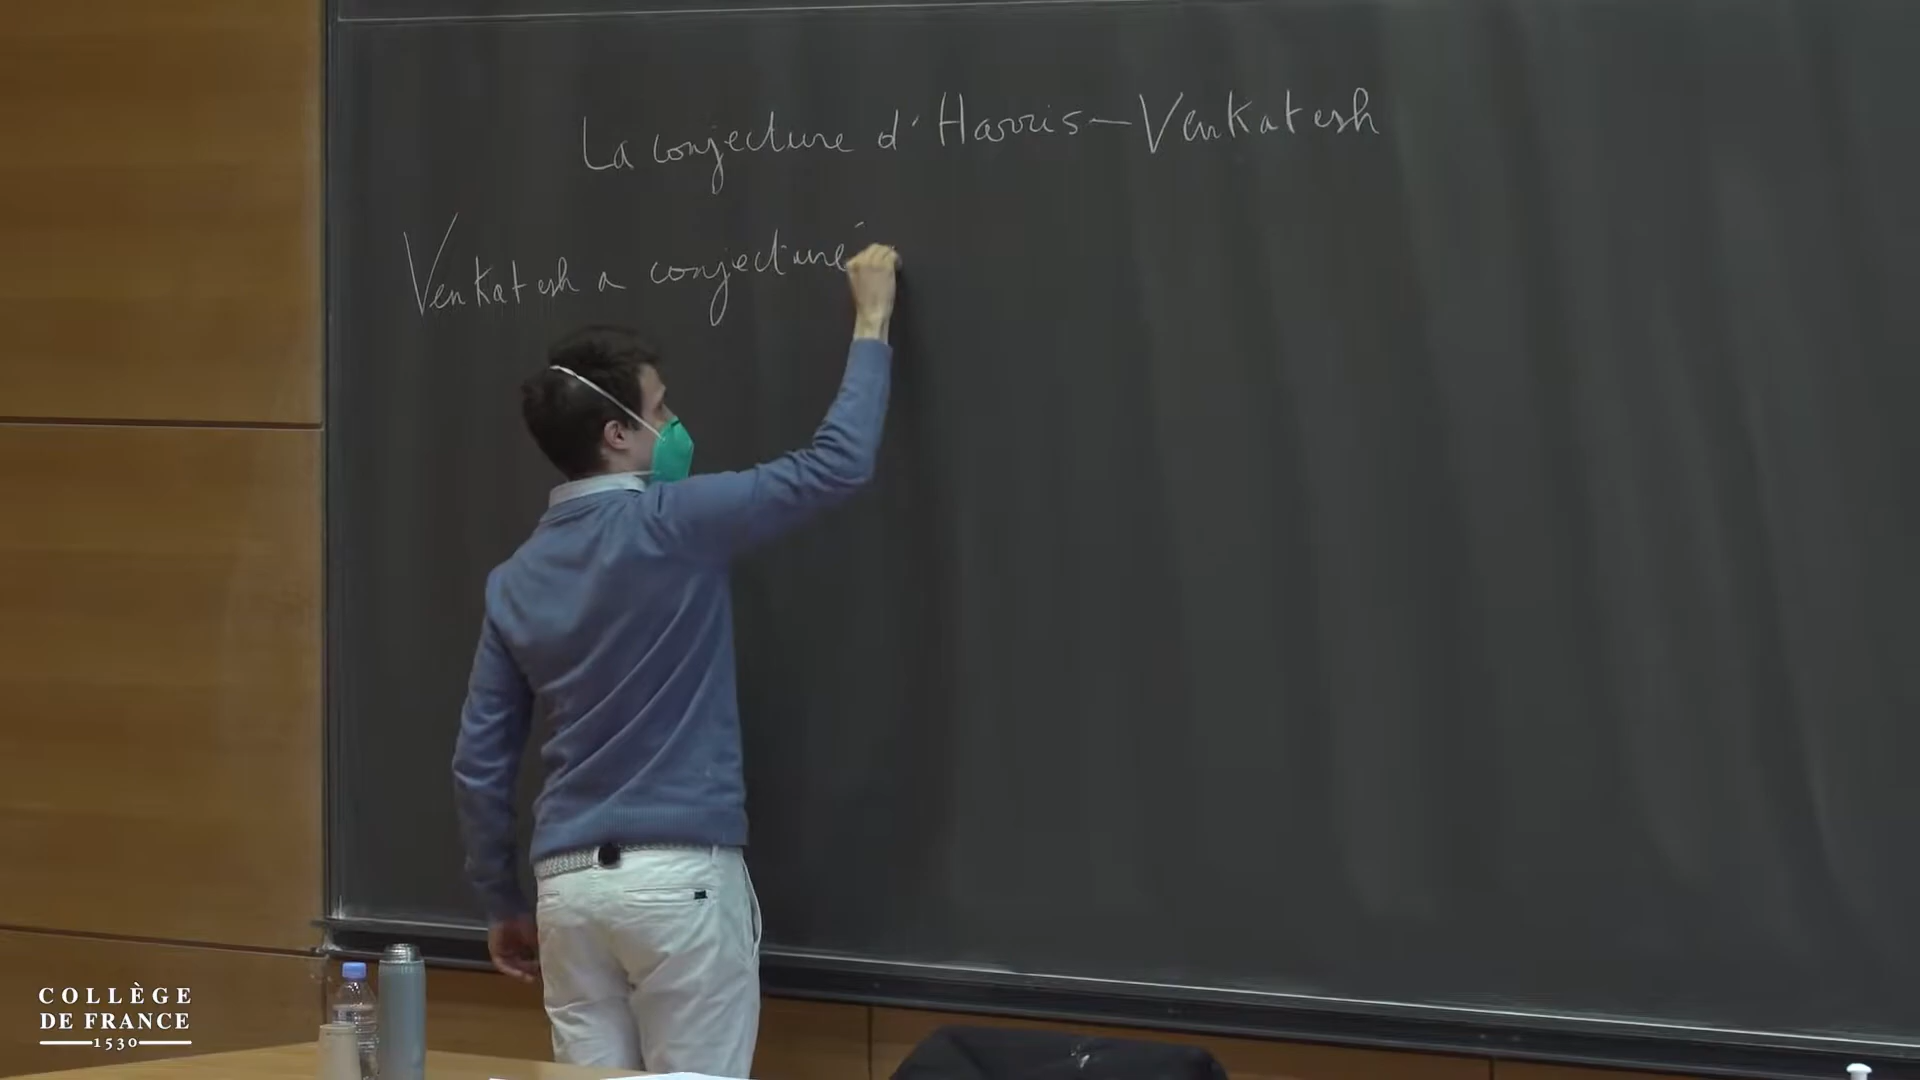 La conjecture d'Harris–Venkatesh
Venkatesh a conjecturé
COLLÈGE
DE FRANCE
1530